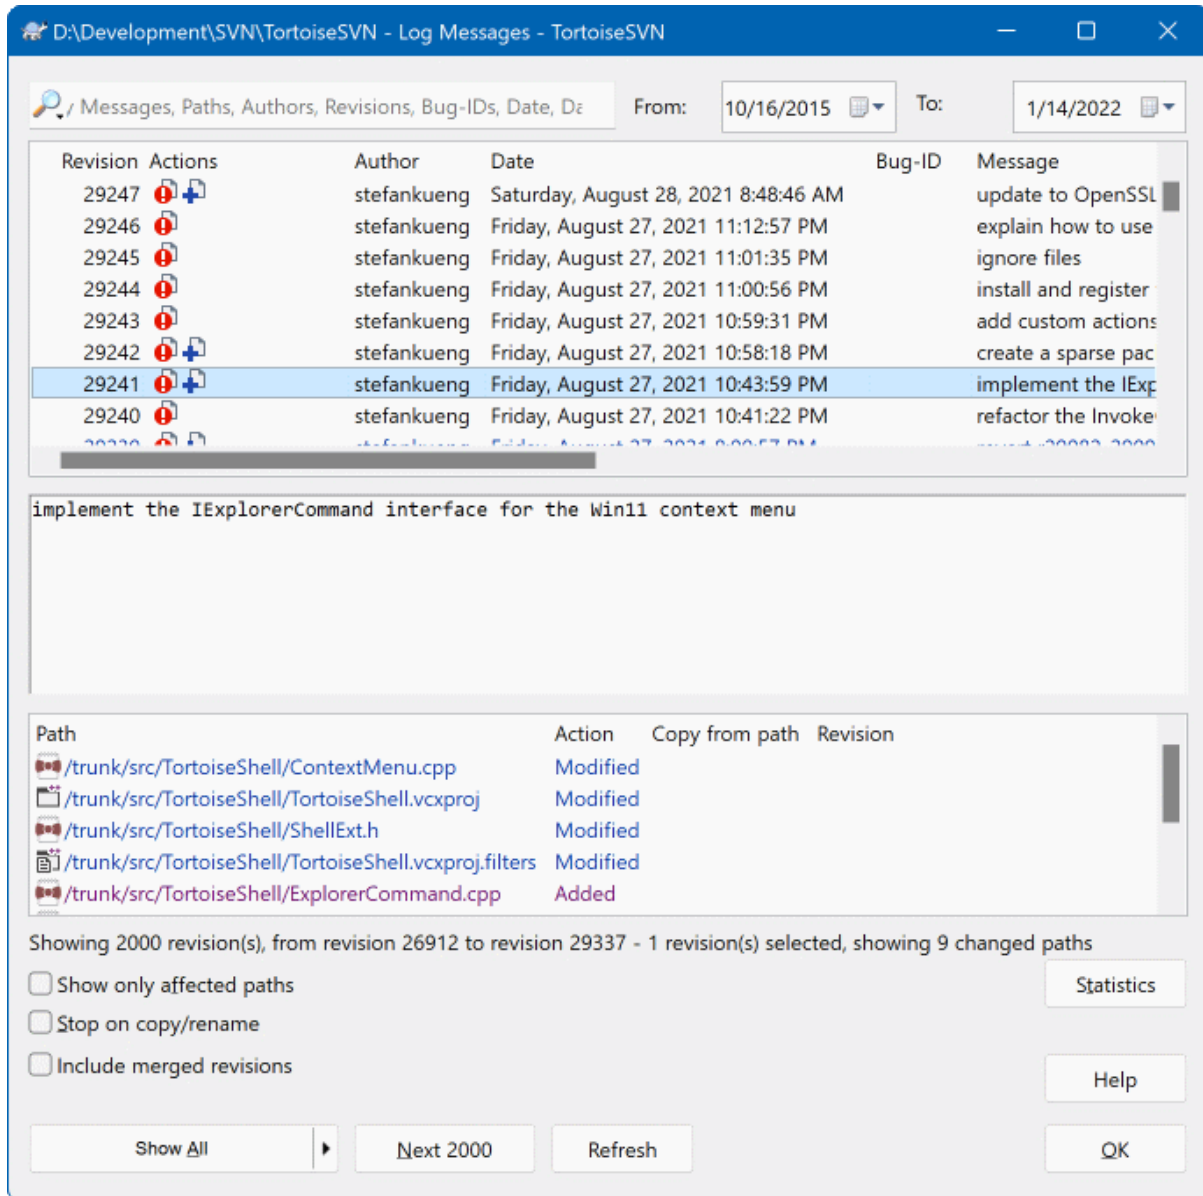 D:\Development\SVN\TortoiseSVN - Log Messages - TortoiseSVN
Messages, Paths, Authors, Revisions, Bug-IDs, Date, Da From: 10/16/2015 To: 1/14/2022
Revision Actions Author Date Bug-ID Message
29247 stefankueng Saturday, August 28, 2021 8:48:46 AM update to OpenSSL
29246 stefankueng Friday, August 27, 2021 11:12:57 PM explain how to use
29245 stefankueng Friday, August 27, 2021 11:01:35 PM ignore files
29244 stefankueng Friday, August 27, 2021 11:00:56 PM install and register
29243 stefankueng Friday, August 27, 2021 10:59:31 PM add custom actions
29242 stefankueng Friday, August 27, 2021 10:58:18 PM create a sparse pac
29241 stefankueng Friday, August 27, 2021 10:43:59 PM implement the IExp
29240 stefankueng Friday, August 27, 2021 10:41:22 PM refactor the Invoke
implement the IExplorerCommand interface for the Win11 context menu
Path Action Copy from path Revision
/trunk/src/TortoiseShell/ContextMenu.cpp Modified
/trunk/src/TortoiseShell/TortoiseShell.vcxproj Modified
/trunk/src/TortoiseShell/ShellExt.h Modified
/trunk/src/TortoiseShell/TortoiseShell.vcxproj.filters Modified
/trunk/src/TortoiseShell/ExplorerCommand.cpp Added
Showing 2000 revision(s), from revision 26912 to revision 29337 - 1 revision(s) selected, showing 9 changed paths
Show only affected paths
Statistics
Stop on copy/rename
Include merged revisions
Help
Show All Next 2000 Refresh OK